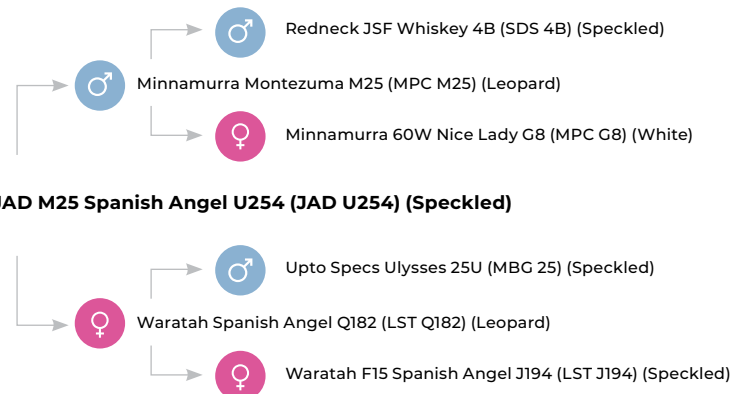 Redneck JSF Whiskey 4B (SDS 4B) (Speckled)
Minnamurra Montezuma M25 (MPC M25) (Leopard)
Minnamurra 60W Nice Lady G8 (MPC G8) (White)
JAD M25 Spanish Angel U254 (JAD U254) (Speckled)
Upto Specs Ulysses 25U (MBG 25) (Speckled)
Waratah Spanish Angel Q182 (LST Q182) (Leopard)
Waratah F15 Spanish Angel J194 (LST J194) (Speckled)